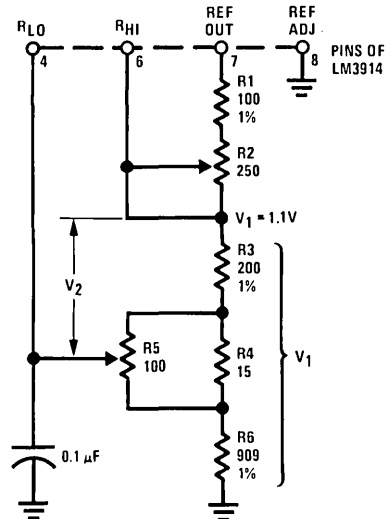 RLO
RHI
REF
OUT
REF
ADJ
4
6
7
8
PINS OF
LM3914
R1
100
1%
R2
250
V1 = 1.1V
R3
200
1%
V2
R5
100
R4
15
V1
0.1 μF
R6
909
1%